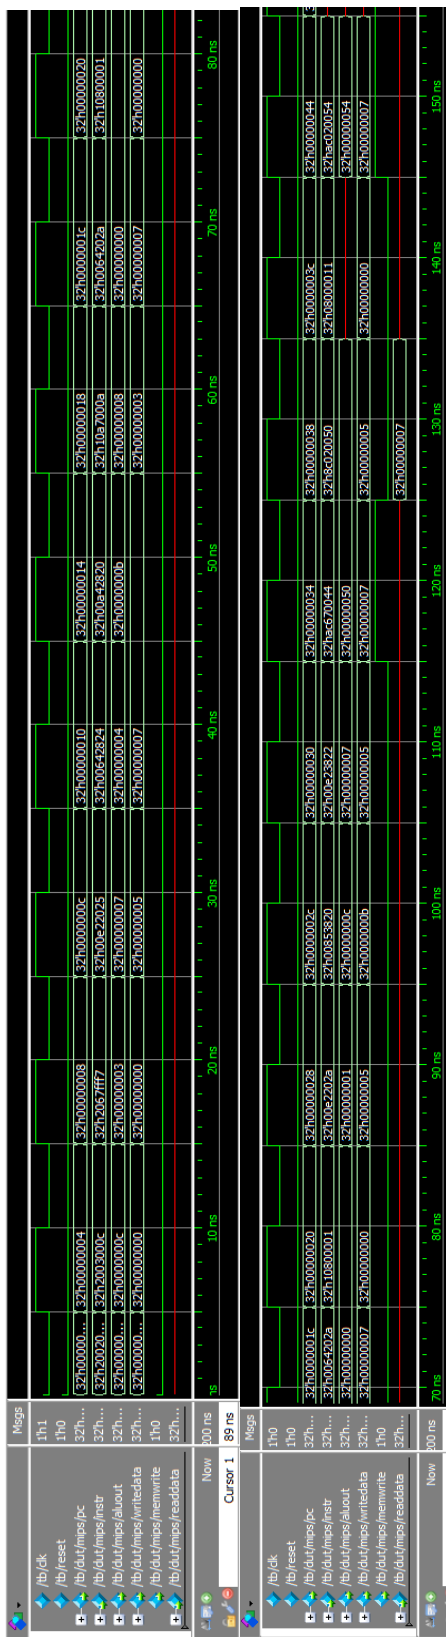 Msgs
/tb/clk 1'h1
/tb/reset 1'h0
/tb/dut/mips/pc 32'h... 32'h00000... 32'h00000004 32'h00000008 32'h0000000c 32'h00000010 32'h00000014 32'h00000018 32'h0000001c 32'h00000020
/tb/dut/mips/instr 32'h... 32'h20020... 32'h2003000c 32'h2067fff7 32'h00e22025 32'h00642824 32'h00a42820 32'h10a7000a 32'h0064202a 32'h10800001
/tb/dut/mips/aluout 32'h... 32'h00000... 32'h0000000c 32'h00000003 32'h00000007 32'h00000004 32'h0000000b 32'h00000008 32'h00000000
/tb/dut/mips/writedata 32'h... 32'h00000... 32'h00000000 32'h00000000 32'h00000005 32'h00000007 32'h00000003 32'h00000007 32'h00000000
/tb/dut/mips/memwrite 1'h0
/tb/dut/mips/readdata 32'h...
Now 200 ns ns 10 ns 20 ns 30 ns 40 ns 50 ns 60 ns 70 ns 80 ns
Cursor 1 89 ns
Msgs
/tb/clk 1'h0
/tb/reset 1'h0
/tb/dut/mips/pc 32'h... 32'h0000001c 32'h00000020 32'h00000028 32'h0000002c 32'h00000030 32'h00000034 32'h00000038 32'h0000003c 32'h00000044
/tb/dut/mips/instr 32'h... 32'h0064202a 32'h10800001 32'h00e2202a 32'h00853820 32'h00e23822 32'hac670044 32'h8c020050 32'h08000011 32'hac020054
/tb/dut/mips/aluout 32'h... 32'h00000000 32'h00000001 32'h0000000c 32'h00000007 32'h00000050 32'h00000054
/tb/dut/mips/writedata 32'h... 32'h00000007 32'h00000000 32'h00000005 32'h0000000b 32'h00000005 32'h00000007 32'h00000005 32'h00000000 32'h00000007
/tb/dut/mips/memwrite 1'h0
/tb/dut/mips/readdata 32'h... 32'h00000007
Now 200 ns 70 ns 80 ns 90 ns 100 ns 110 ns 120 ns 130 ns 140 ns 150 ns